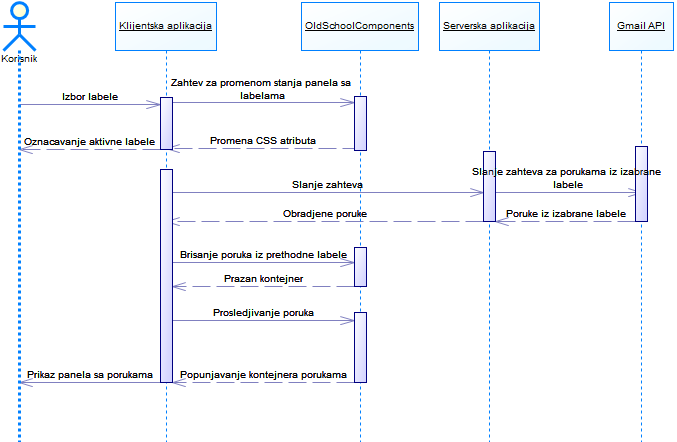 Korisnik
Klijentska aplikacija
OldSchoolComponents
Serverska aplikacija
Gmail API
Izbor labele
Zahtev za promenom stanja panela sa
labelama
Oznacavanje aktivne labele
Promena CSS atributa
Slanje zahteva
Slanje zahteva za porukama iz izabrane
labele
Obradjene poruke
Poruke iz izabrane labele
Brisanje poruka iz prethodne labele
Prazan kontejner
Prosledjivanje poruka
Prikaz panela sa porukama
Popunjavanje kontejnera porukama